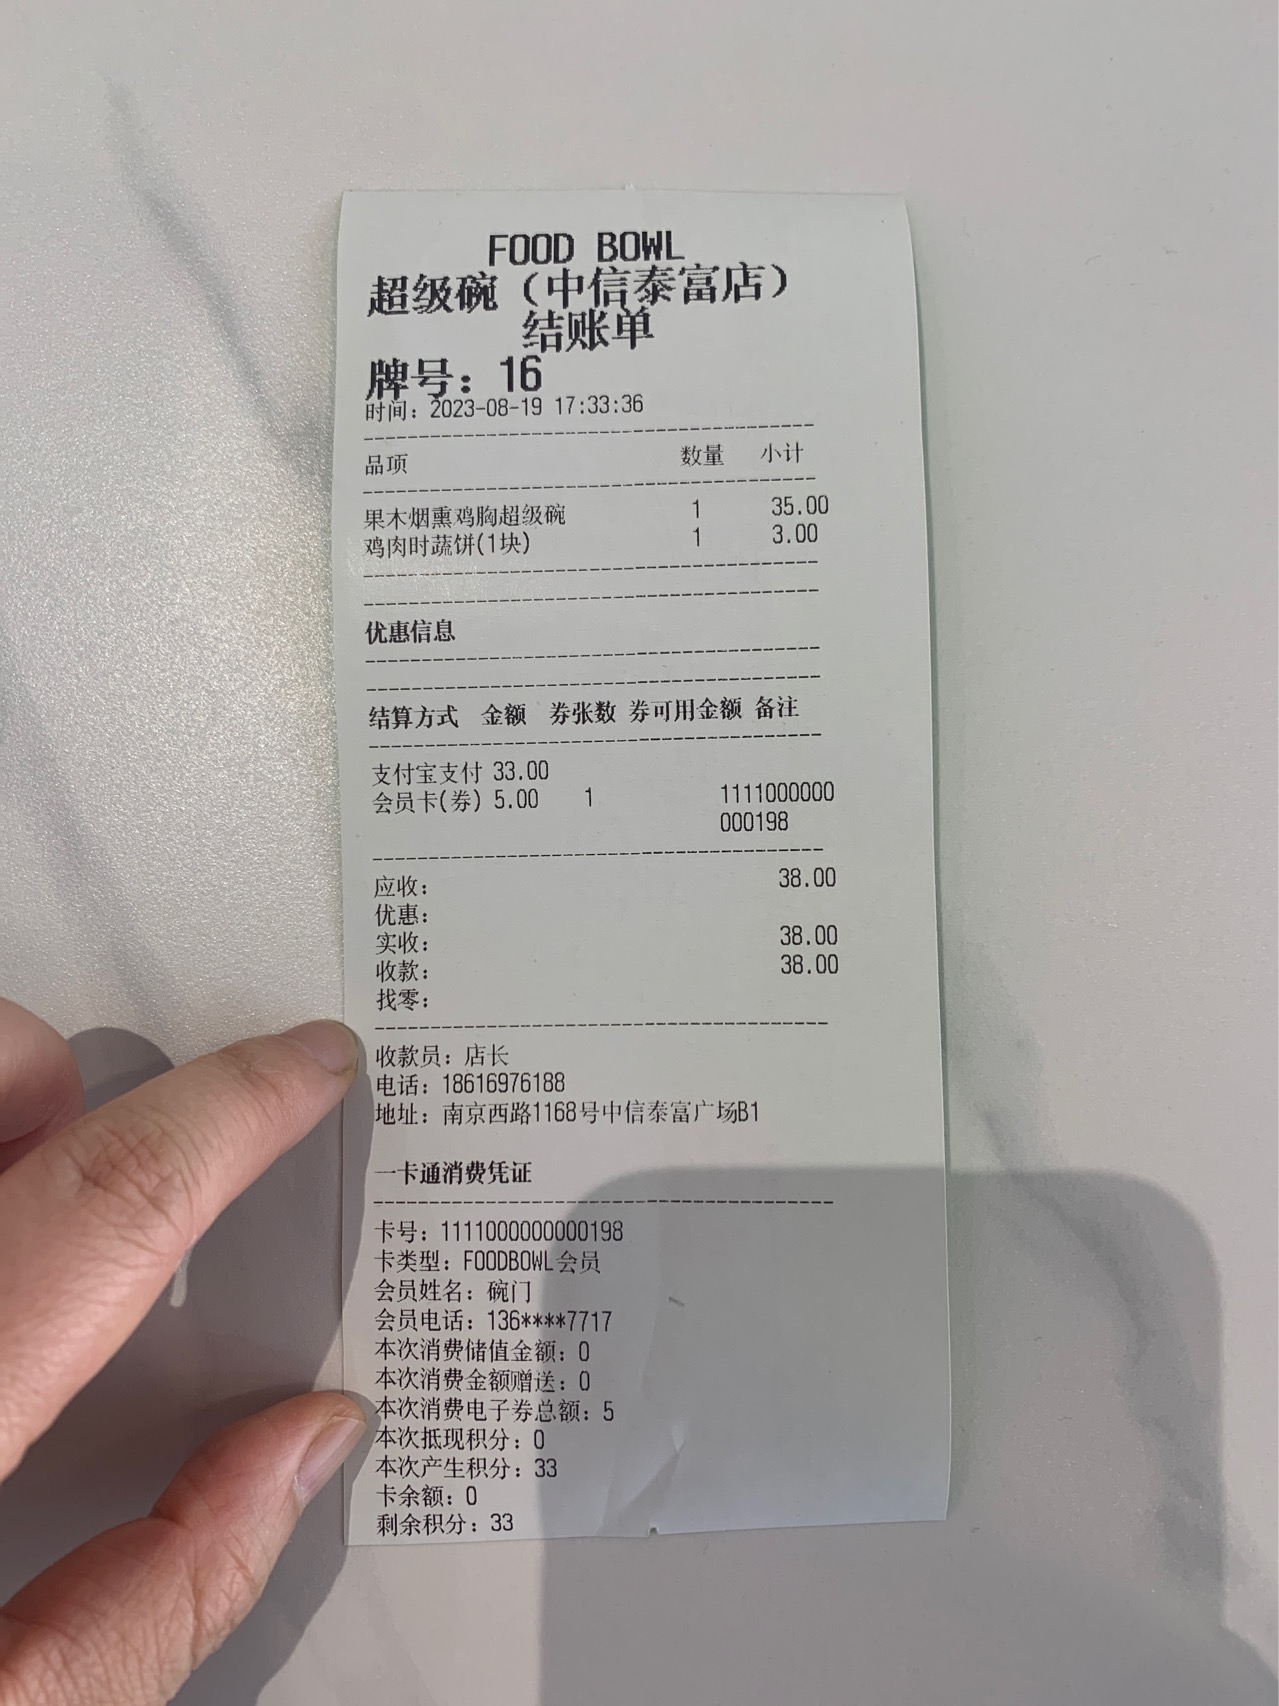 FOOD BOWL
超级碗（中信泰富店）
结账单
牌号：16
时间：2023-08-19 17:33:36
品项 数量 小计
果木烟熏鸡胸超级碗 1 35.00
鸡肉时蔬饼(1块) 1 3.00
优惠信息
结算方式 金额 券张数 券可用金额 备注
支付宝支付 33.00
会员卡(券) 5.00 1 1111000000
000198
应收： 38.00
优惠：
实收： 38.00
收款： 38.00
找零：
收款员：店长
电话：18616976188
地址：南京西路1168号中信泰富广场B1
一卡通消费凭证
卡号：1111000000000198
卡类型：FOODBOWL会员
会员姓名：碗门
会员电话：136****7717
本次消费储值金额：0
本次消费金额赠送：0
本次消费电子券总额：5
本次抵现积分：0
本次产生积分：33
卡余额：0
剩余积分：33